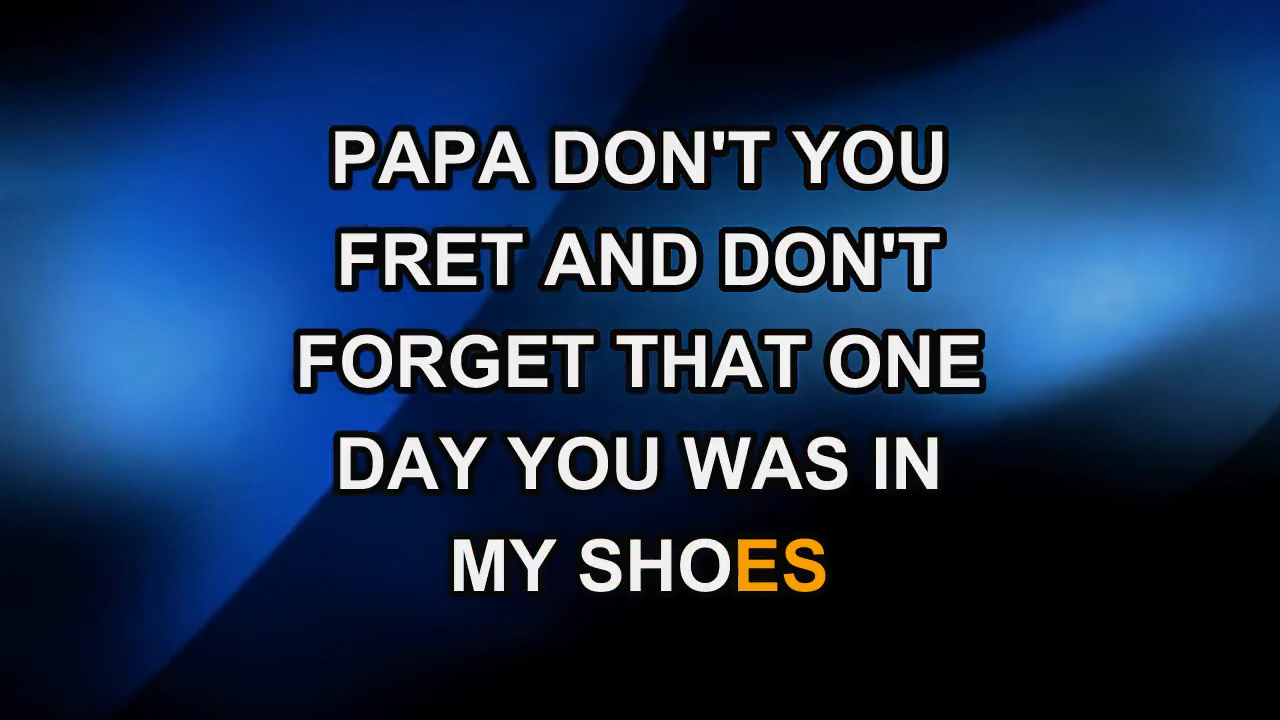 PAPA DON'T YOU
FRET AND DON'T
FORGET THAT ONE
DAY YOU WAS IN
MY SHOES